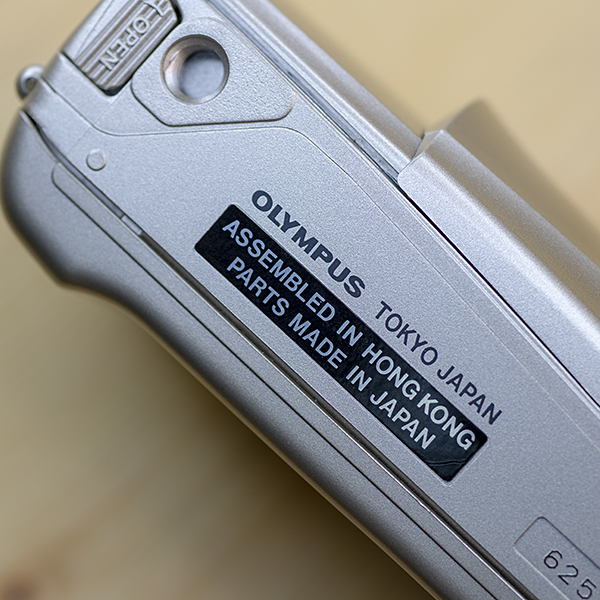 OPEN
OLYMPUS TOKYO JAPAN
ASSEMBLED IN HONG KONG
PARTS MADE IN JAPAN
625